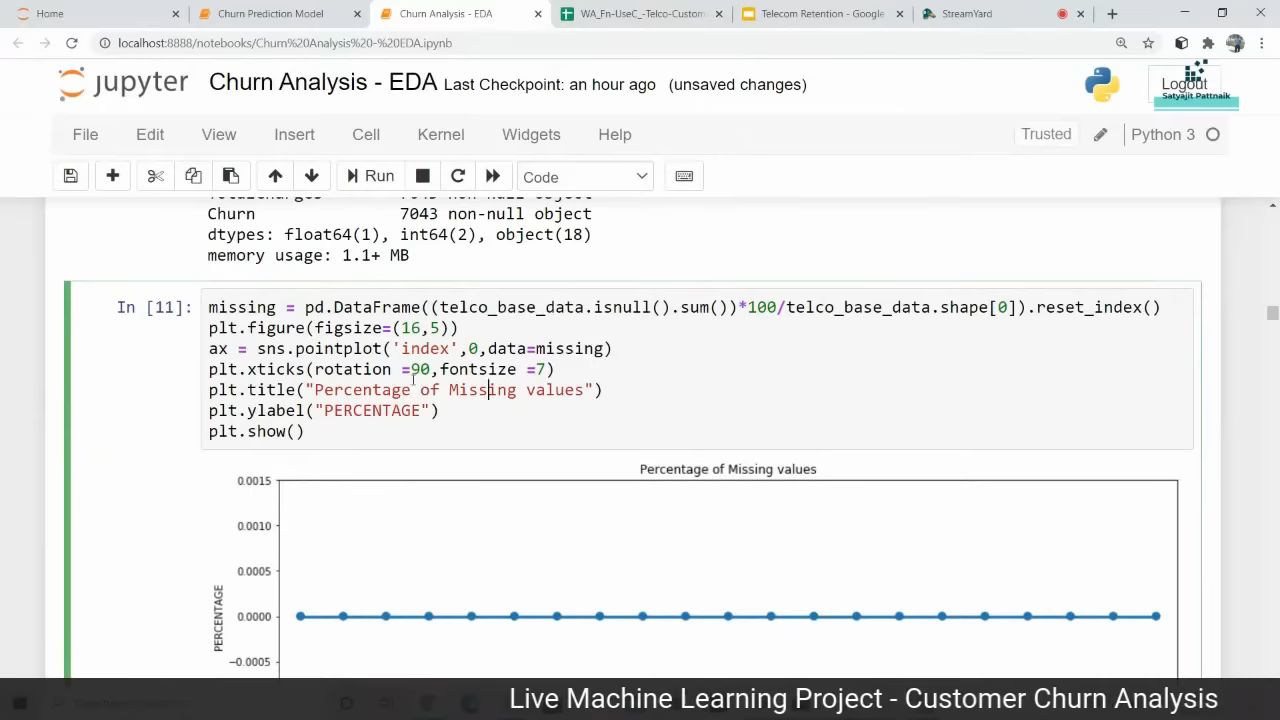 Home
Churn Prediction Model
Churn Analysis - EDA
WA_Fn-UseC_-Telco-Custom
Telecom Retention - Google
StreamYard
localhost:8888/notebooks/Churn%20Analysis%20-%20EDA.ipynb
jupyter
Churn Analysis - EDA Last Checkpoint: an hour ago (unsaved changes)
Logout
Satyajit Pattnaik
File Edit View Insert Cell Kernel Widgets Help
Trusted
Python 3
Run
Code
Churn 7043 non-null object
dtypes: float64(1), int64(2), object(18)
memory usage: 1.1+ MB
In [11]:
missing = pd.DataFrame((telco_base_data.isnull().sum())*100/telco_base_data.shape[0]).reset_index()
plt.figure(figsize=(16,5))
ax = sns.pointplot('index',0,data=missing)
plt.xticks(rotation =90,fontsize =7)
plt.title("Percentage of Missing values")
plt.ylabel("PERCENTAGE")
plt.show()
Percentage of Missing values
0.0015
0.0010
0.0005
0.0000
−0.0005
PERCENTAGE
Live Machine Learning Project - Customer Churn Analysis